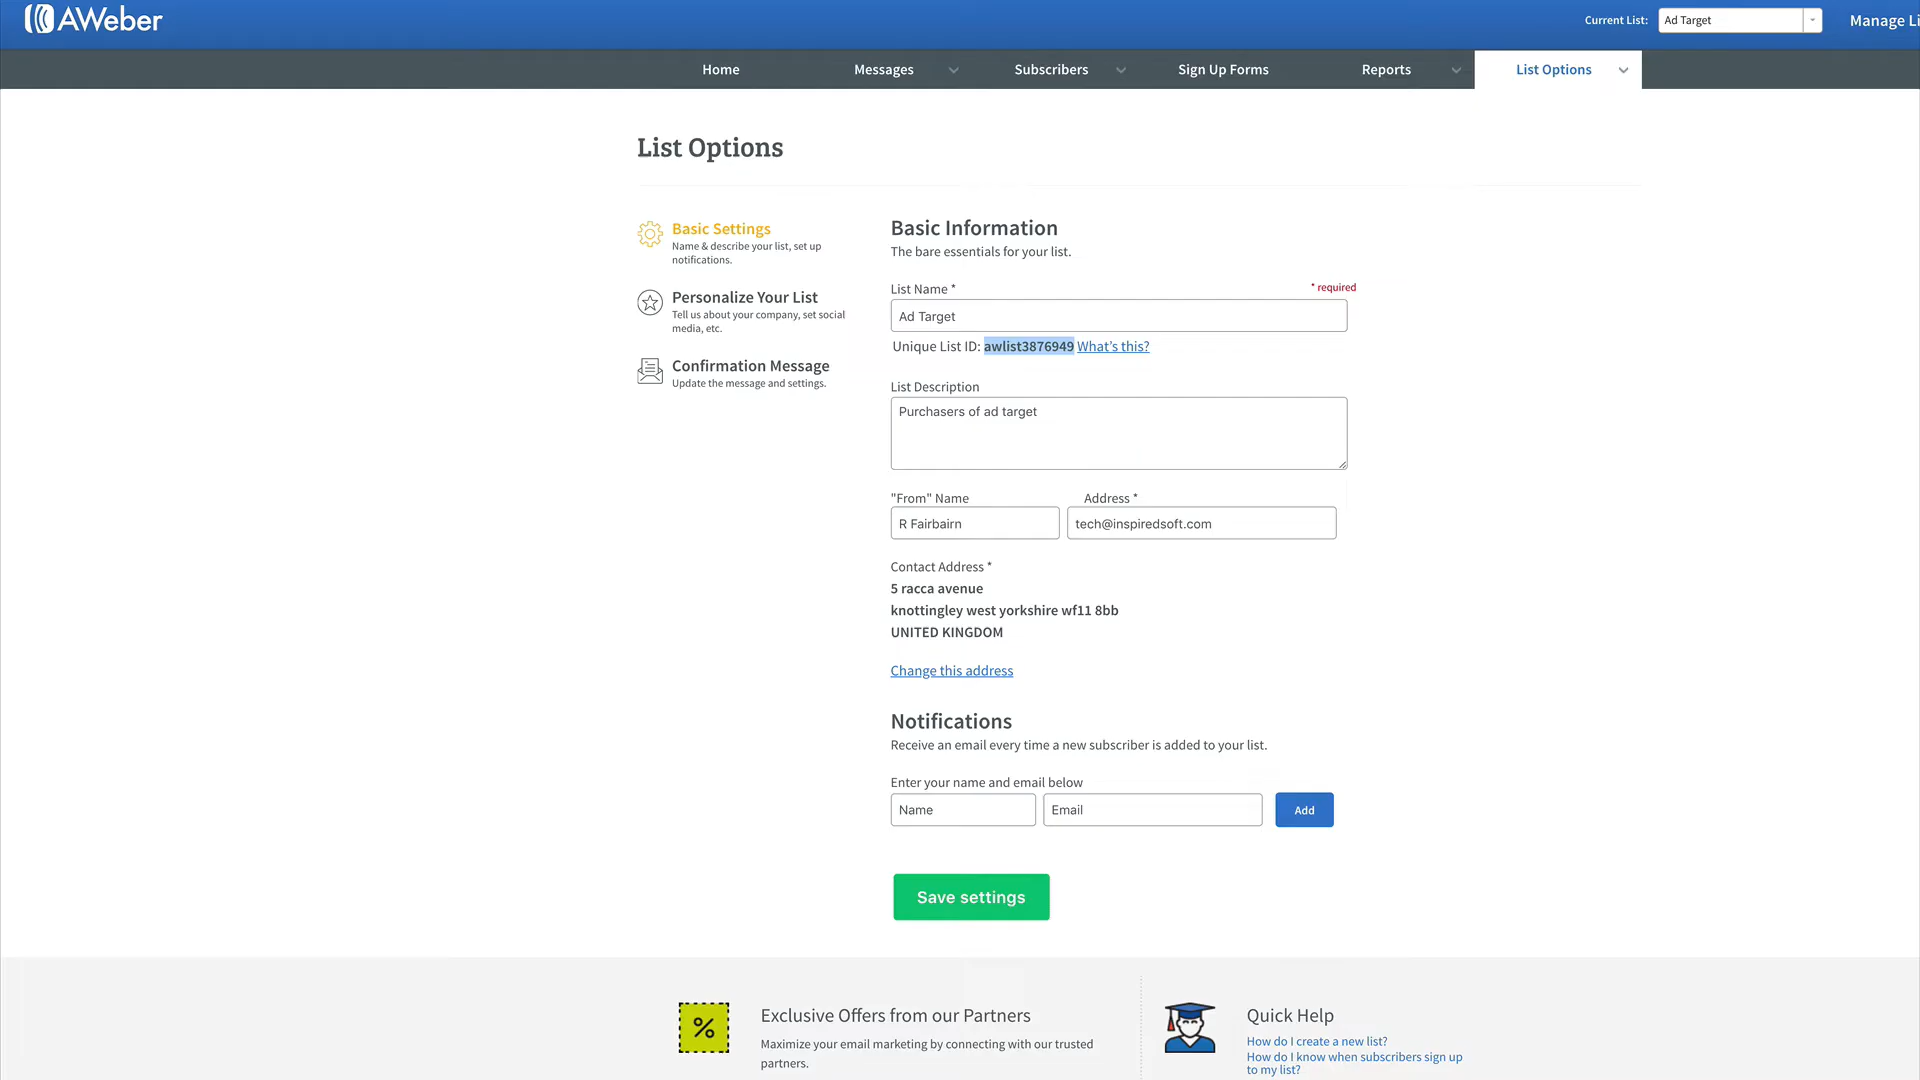 AWeber
Current List:
Ad Target
Manage Li
Home
Messages
Subscribers
Sign Up Forms
Reports
List Options
List Options
Basic Settings
Name & describe your list, set up
notifications.
Personalize Your List
Tell us about your company, set social
media, etc.
Confirmation Message
Update the message and settings.
Basic Information
The bare essentials for your list.
List Name *
* required
Ad Target
Unique List ID: awlist3876949 What's this?
List Description
Purchasers of ad target
"From" Name
Address *
R Fairbairn
tech@inspiredsoft.com
Contact Address *
5 racca avenue
knottingley west yorkshire wf11 8bb
UNITED KINGDOM
Change this address
Notifications
Receive an email every time a new subscriber is added to your list.
Enter your name and email below
Name
Email
Add
Save settings
%
Exclusive Offers from our Partners
Maximize your email marketing by connecting with our trusted
partners.
Quick Help
How do I create a new list?
How do I know when subscribers sign up
to my list?